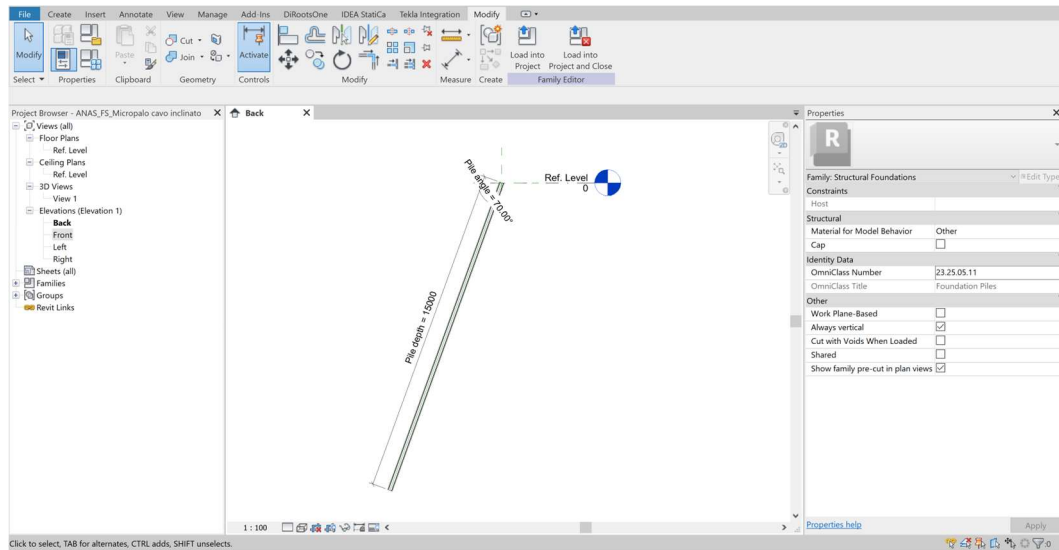 File Create Insert Annotate View Manage Add-Ins DiRootsOne IDEA StatiCa Tekla Integration Modify
Modify
Paste
Cut
Join
Activate
Load into Project
Load into Project and Close
Select Properties Clipboard Geometry Controls Modify Measure Create Family Editor
Project Browser - ANAS_FS_Micropalo cavo inclinato
Views (all)
Floor Plans
Ref. Level
Ceiling Plans
Ref. Level
3D Views
View 1
Elevations (Elevation 1)
Back
Front
Left
Right
Sheets (all)
Families
Groups
Revit Links
Back
Pile angle = 70.00°
Ref. Level
0
Pile depth = 15000
1 : 100
Properties
R
Family: Structural Foundations Edit Type
Constraints
Host
Structural
Material for Model Behavior Other
Cap
Identity Data
OmniClass Number 23.25.05.11
OmniClass Title Foundation Piles
Other
Work Plane-Based
Always vertical
Cut with Voids When Loaded
Shared
Show family pre-cut in plan views
Properties help Apply
Click to select, TAB for alternates, CTRL adds, SHIFT unselects.
:0